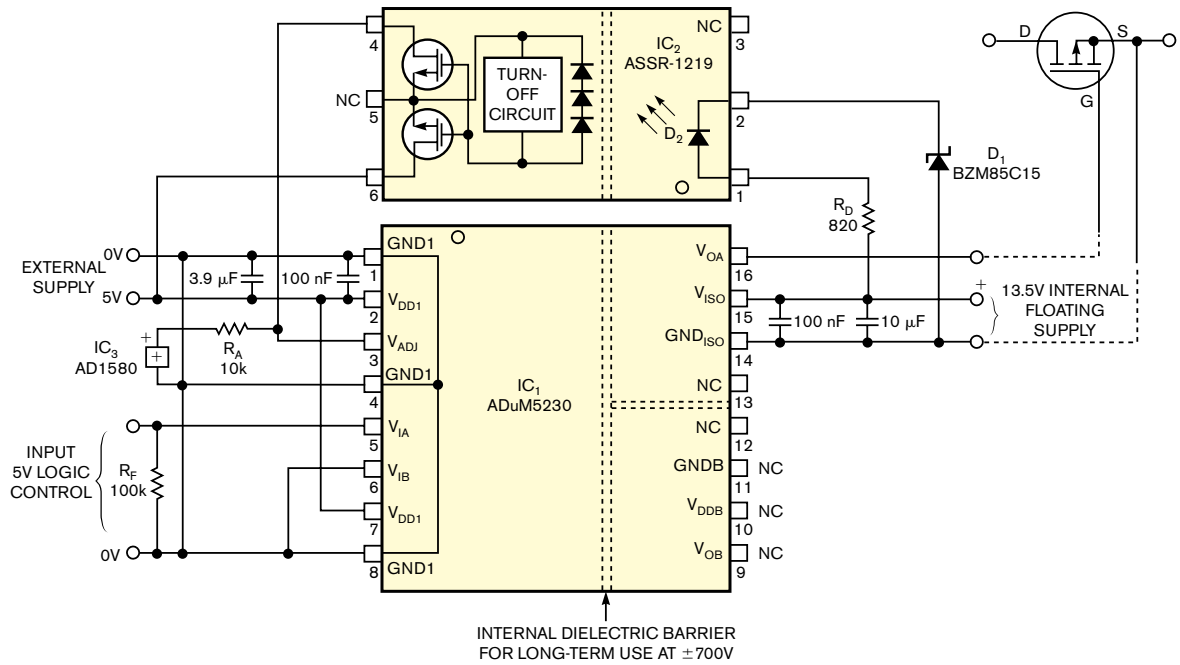 4
NC
5
6
TURN-
OFF
CIRCUIT
IC2
ASSR-1219
D2
NC
3
2
1
D
S
G
D1
BZM85C15
RD
820
EXTERNAL
SUPPLY
0V
5V
3.9 µF
100 nF
IC3
AD1580
+
+
RA
10k
INPUT
5V LOGIC
CONTROL
RF
100k
0V
GND1
1
VDD1
2
VADJ
3
GND1
4
VIA
5
VIB
6
VDD1
7
8
GND1
IC1
ADuM5230
VOA
16
VISO
15
GNDISO
14
NC
13
NC
12
GNDB
NC
11
VDDB
NC
10
VOB
NC
9
100 nF
10 µF
+
13.5V INTERNAL
FLOATING
SUPPLY
INTERNAL DIELECTRIC BARRIER
FOR LONG-TERM USE AT ±700V